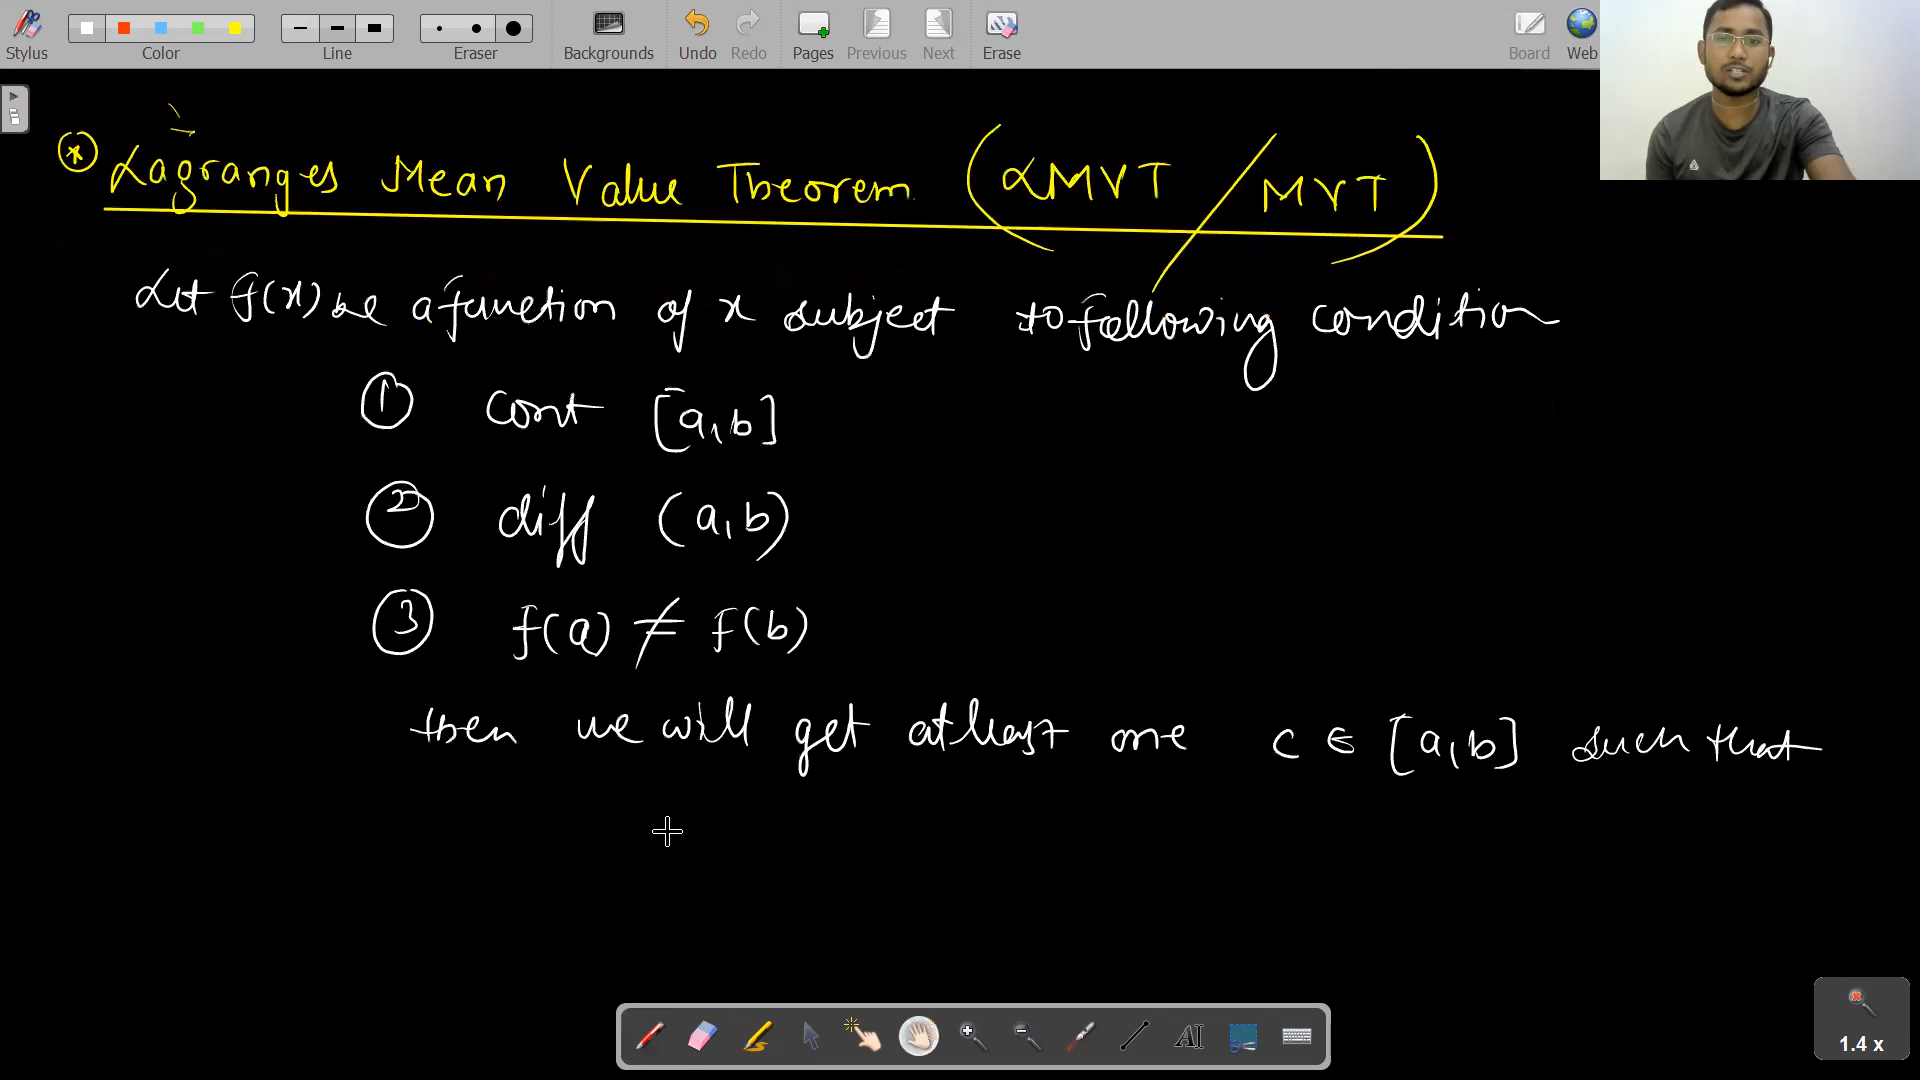 Stylus Color Line Eraser Backgrounds Undo Redo Pages Previous Next Erase Board Web
* Lagranges Mean Value Theorem (LMVT / MVT)
Let f(x) be a function of x subject to following condition
① cont [a,b]
② diff (a,b)
③ f(a) ≠ f(b)
then we will get atleast one c ∈ [a,b] such that
AI
1.4 x